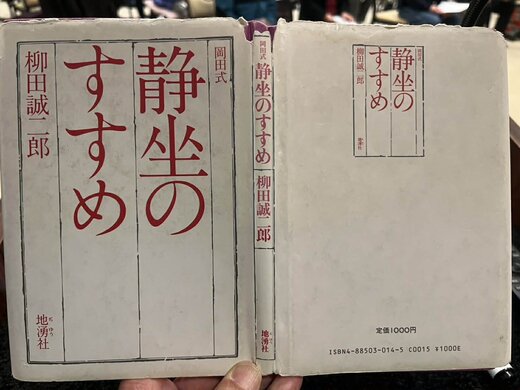 岡田式
静坐の
すすめ
柳田誠二郎
地湧社
ちゆう
岡田式 静坐のすすめ 柳田誠二郎 地湧社
岡田式
静坐の
すすめ
柳田誠二郎
地湧社
定価1000円
ISBN4-88503-014-5 C0015 ¥1000E